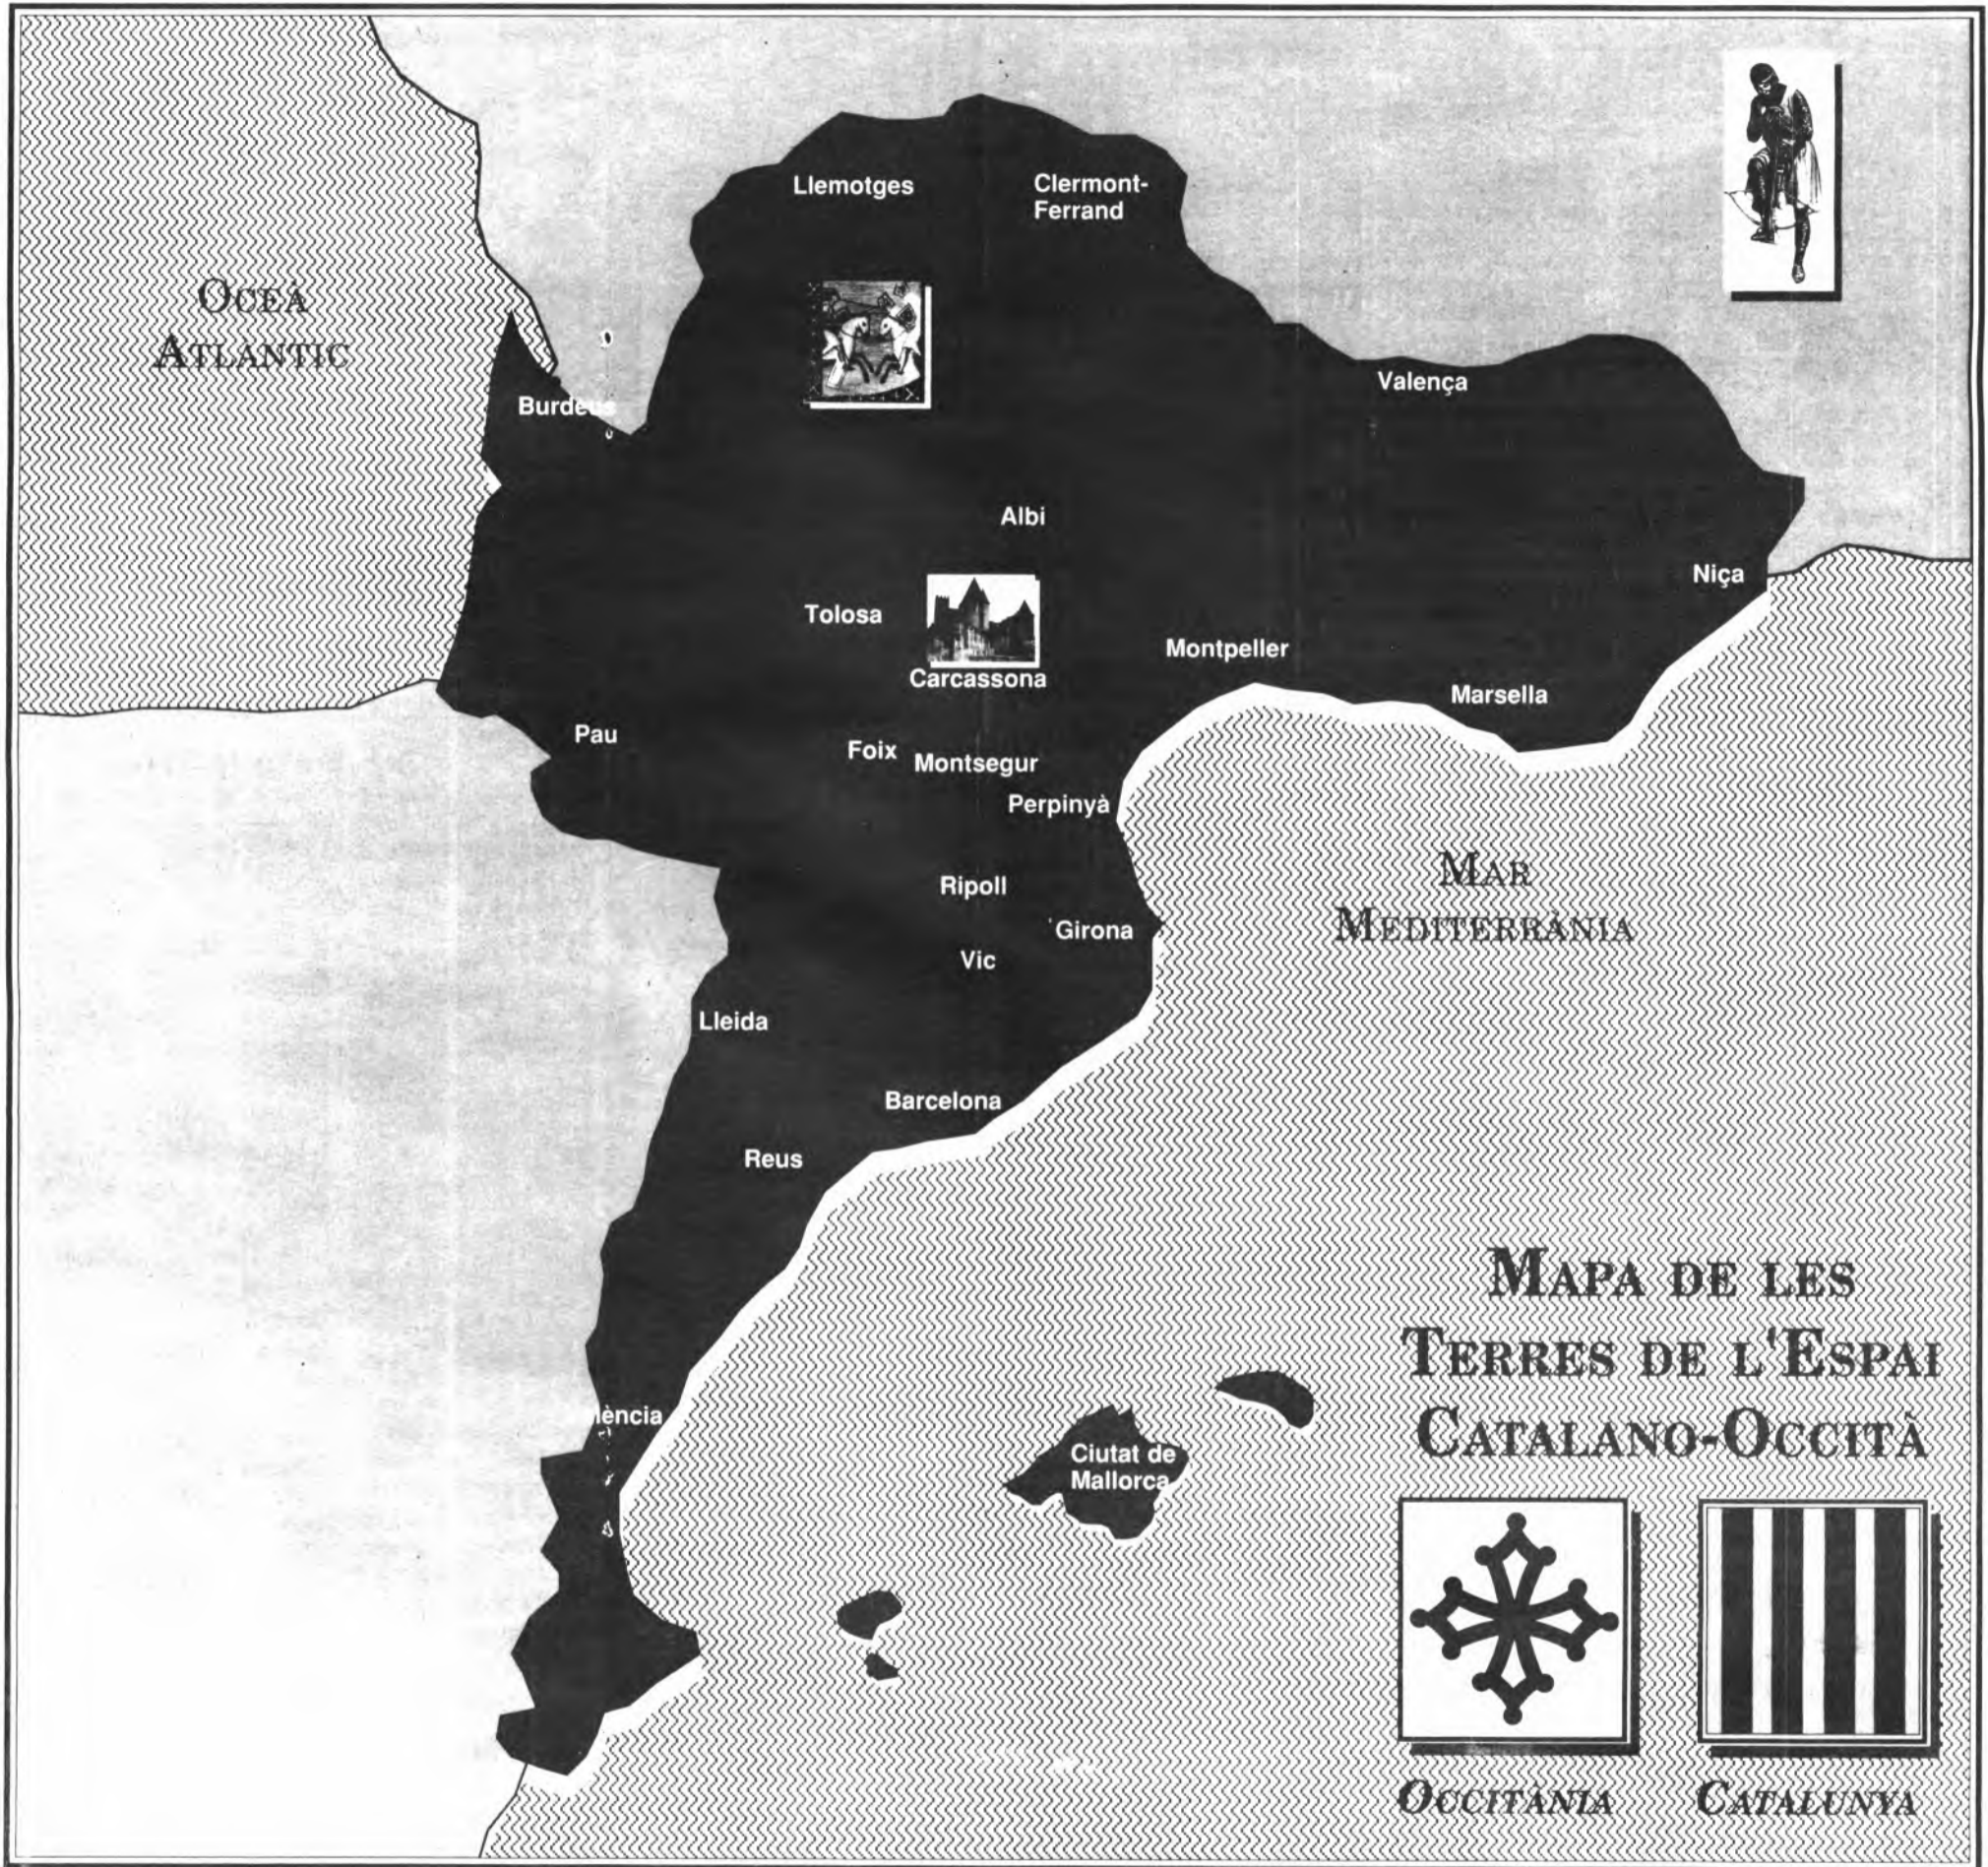 Llemotges
Clermont-
Ferrand
OCEÀ
ATLANTIC
Valença
Burdeus
Albi
Niça
Tolosa
Montpeller
Carcassona
Marsella
Pau
Foix
Montsegur
Perpinyà
MAR
MEDITERRÀNIA
Ripoll
Girona
Vic
Lleida
Barcelona
Reus
MAPA DE LES
TERRES DE L'ESPAI
CATALANO-OCCITÀ
Ciutat de
Mallorca
OCCITÀNIA
CATALUNYA